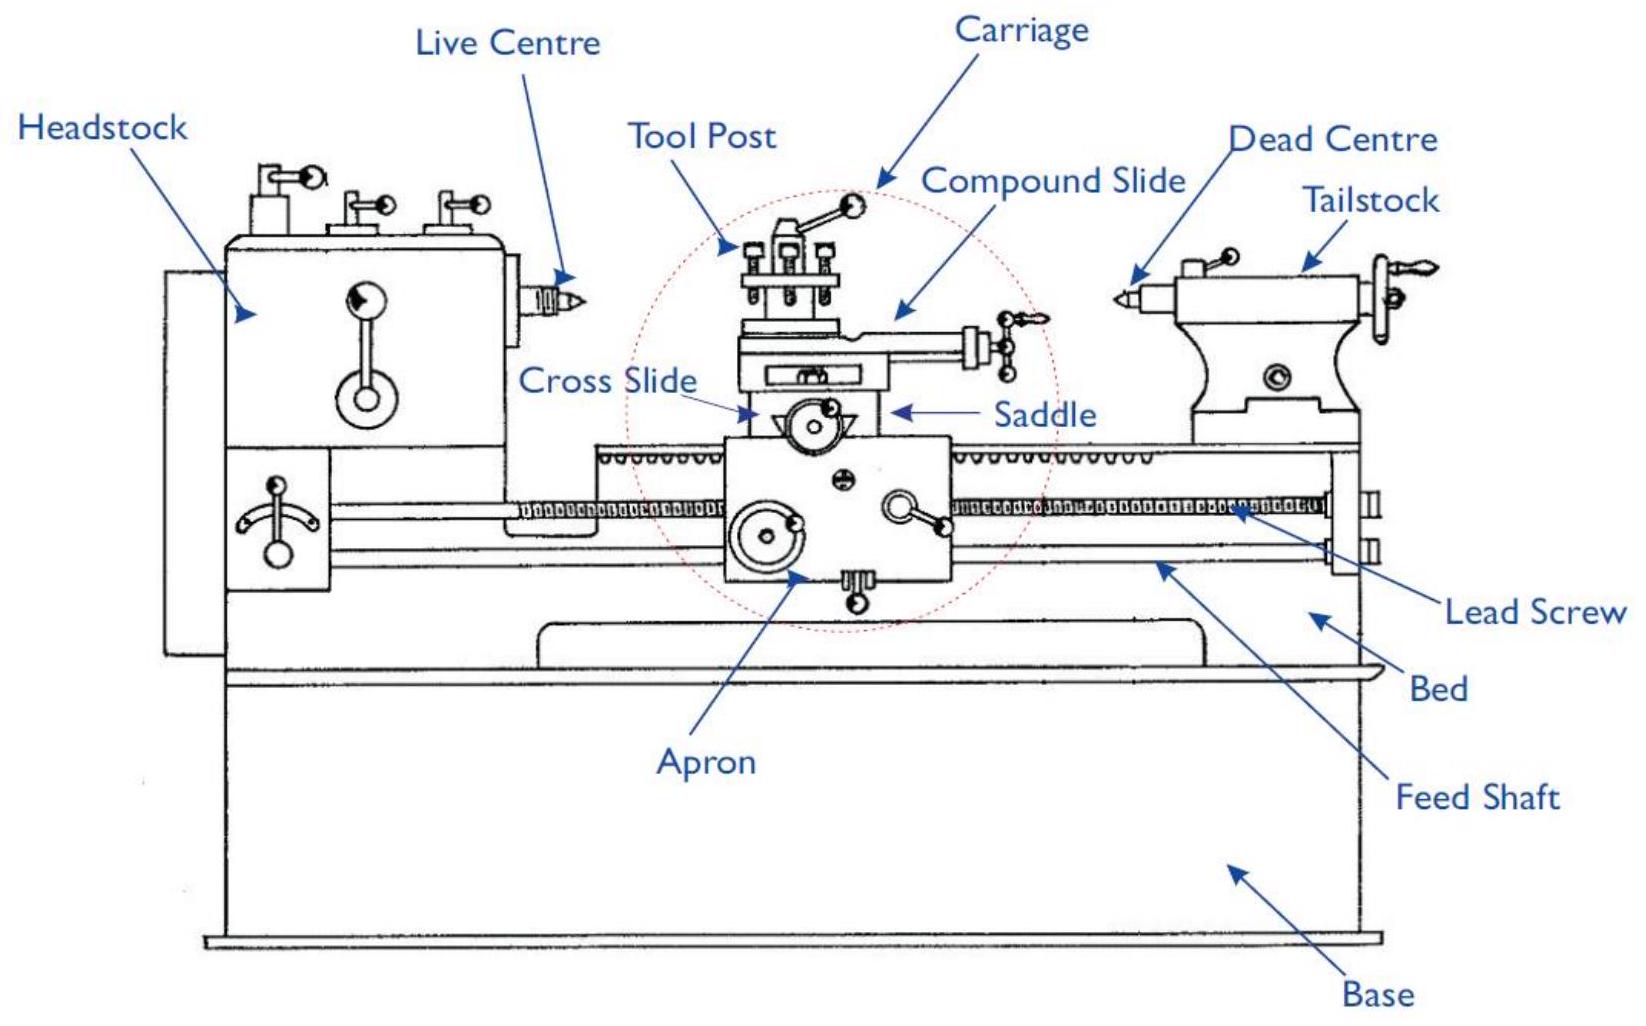 Carriage
Live Centre
Headstock
Tool Post
Dead Centre
Compound Slide
Tailstock
Cross Slide
Saddle
Lead Screw
Bed
Apron
Feed Shaft
Base